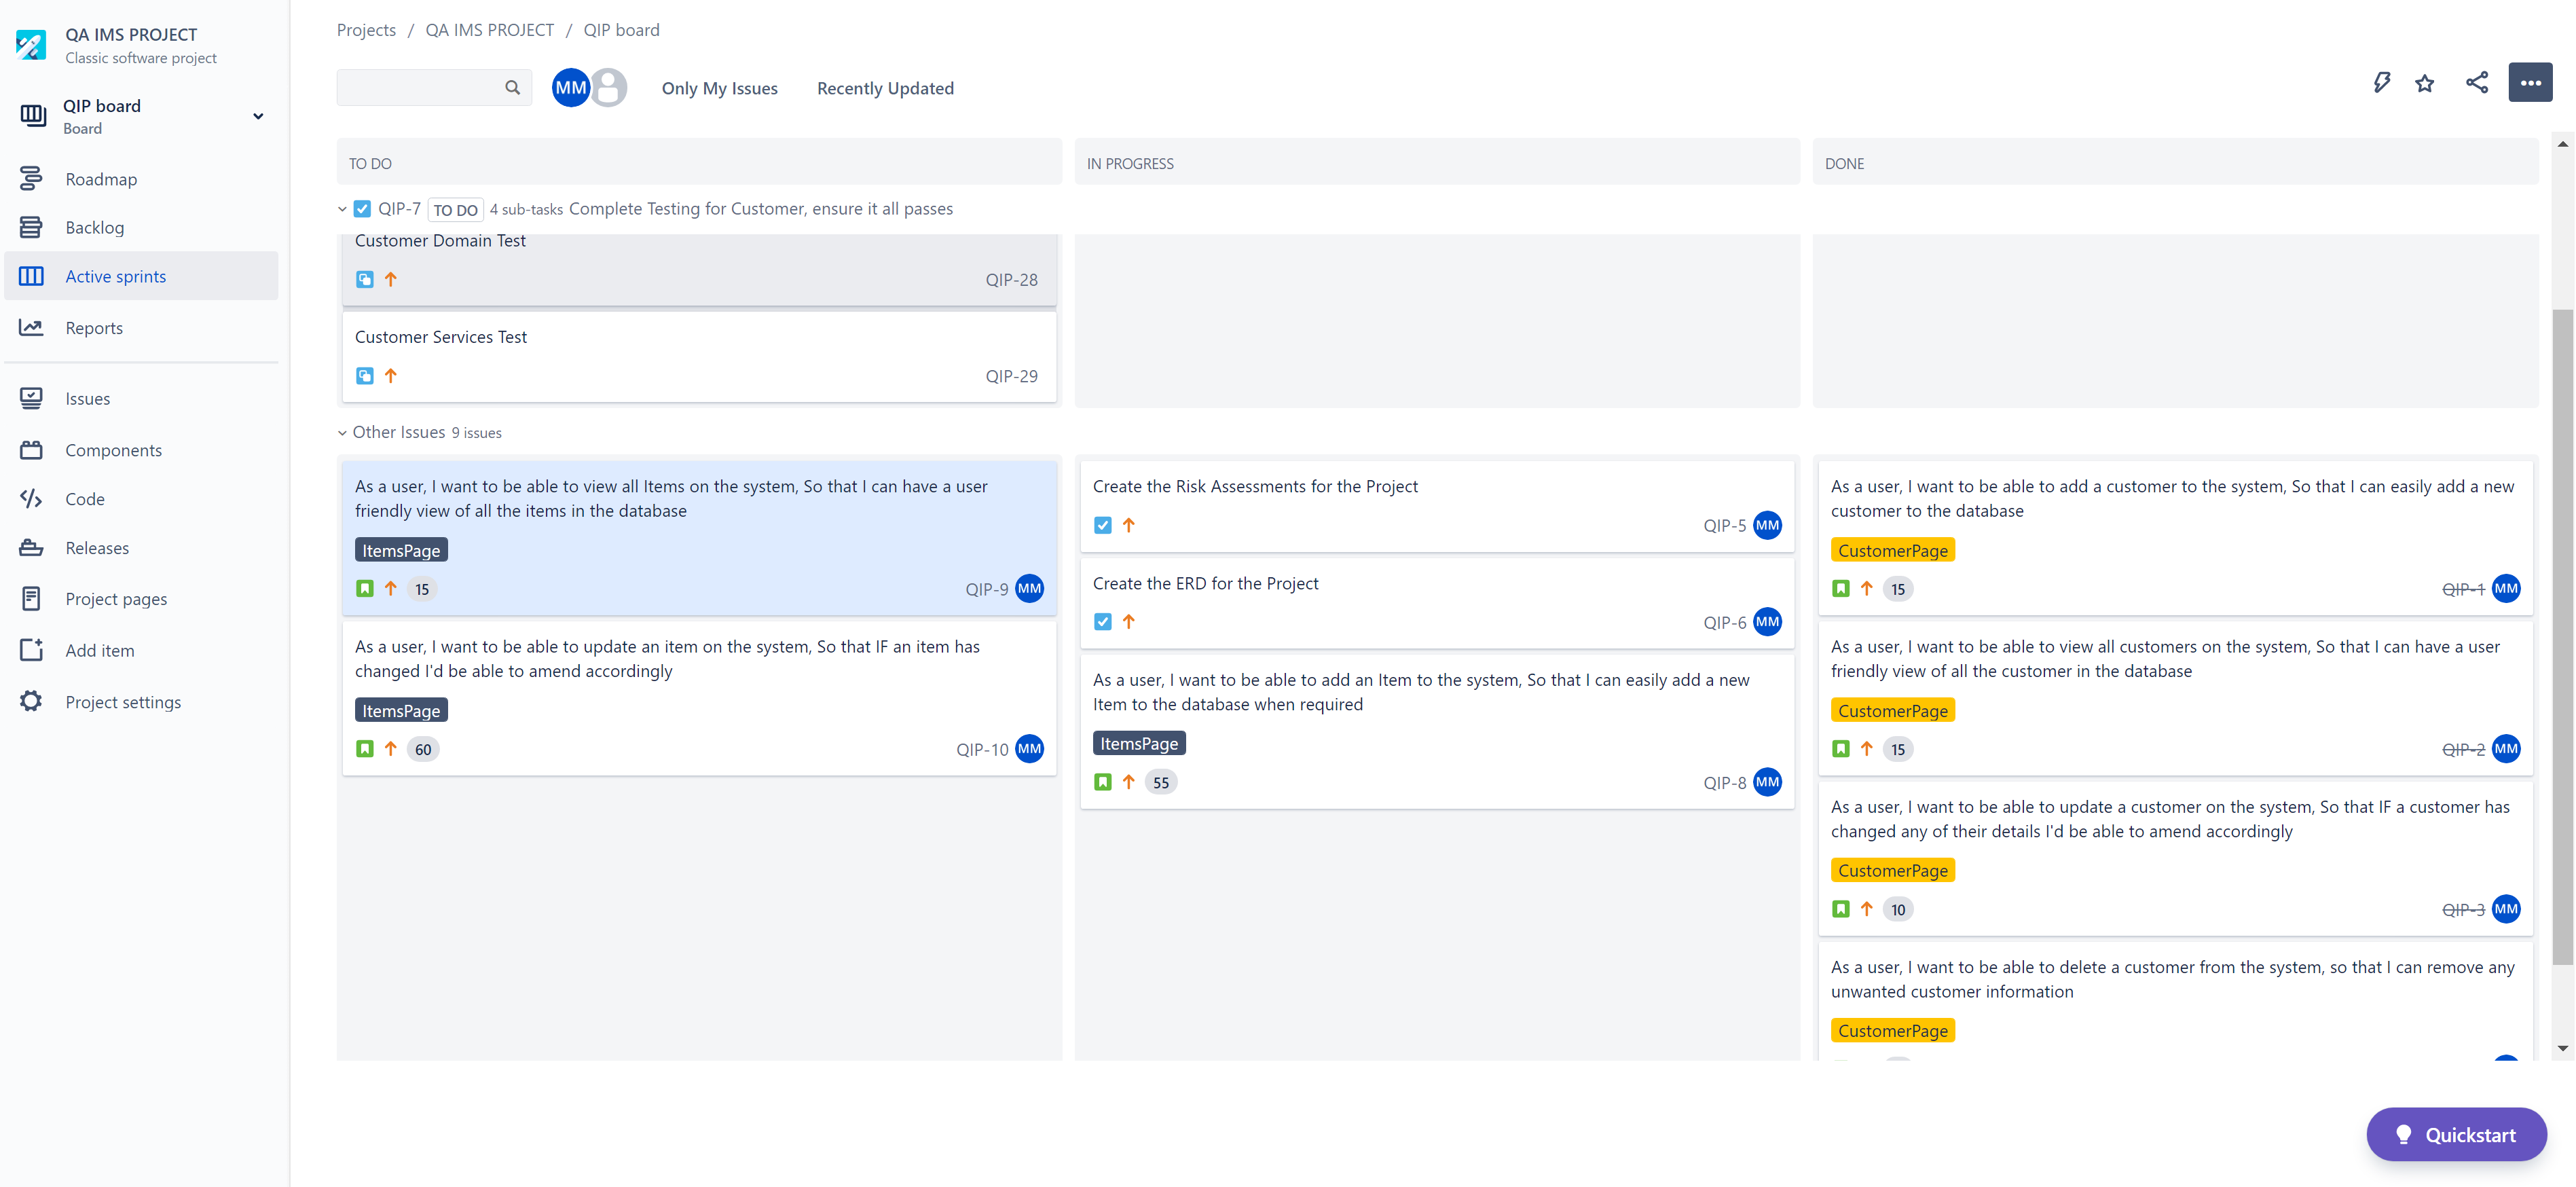 QA IMS PROJECT
Classic software project
QIP board
Board
Roadmap
Backlog
Active sprints
Reports
Issues
Components
Code
Releases
Project pages
Add item
Project settings
Projects / QA IMS PROJECT / QIP board
MM
Only My Issues
Recently Updated
TO DO
IN PROGRESS
DONE
QIP-7 TO DO 4 sub-tasks Complete Testing for Customer, ensure it all passes
Customer Domain Test
QIP-28
Customer Services Test
QIP-29
Other Issues 9 issues
As a user, I want to be able to view all Items on the system, So that I can have a user
friendly view of all the items in the database
ItemsPage
15 QIP-9 MM
As a user, I want to be able to update an item on the system, So that IF an item has
changed I'd be able to amend accordingly
ItemsPage
60 QIP-10 MM
Create the Risk Assessments for the Project
QIP-5 MM
Create the ERD for the Project
QIP-6 MM
As a user, I want to be able to add an Item to the system, So that I can easily add a new
Item to the database when required
ItemsPage
55 QIP-8 MM
As a user, I want to be able to add a customer to the system, So that I can easily add a new
customer to the database
CustomerPage
15 QIP-1 MM
As a user, I want to be able to view all customers on the system, So that I can have a user
friendly view of all the customer in the database
CustomerPage
15 QIP-2 MM
As a user, I want to be able to update a customer on the system, So that IF a customer has
changed any of their details I'd be able to amend accordingly
CustomerPage
10 QIP-3 MM
As a user, I want to be able to delete a customer from the system, so that I can remove any
unwanted customer information
CustomerPage
Quickstart